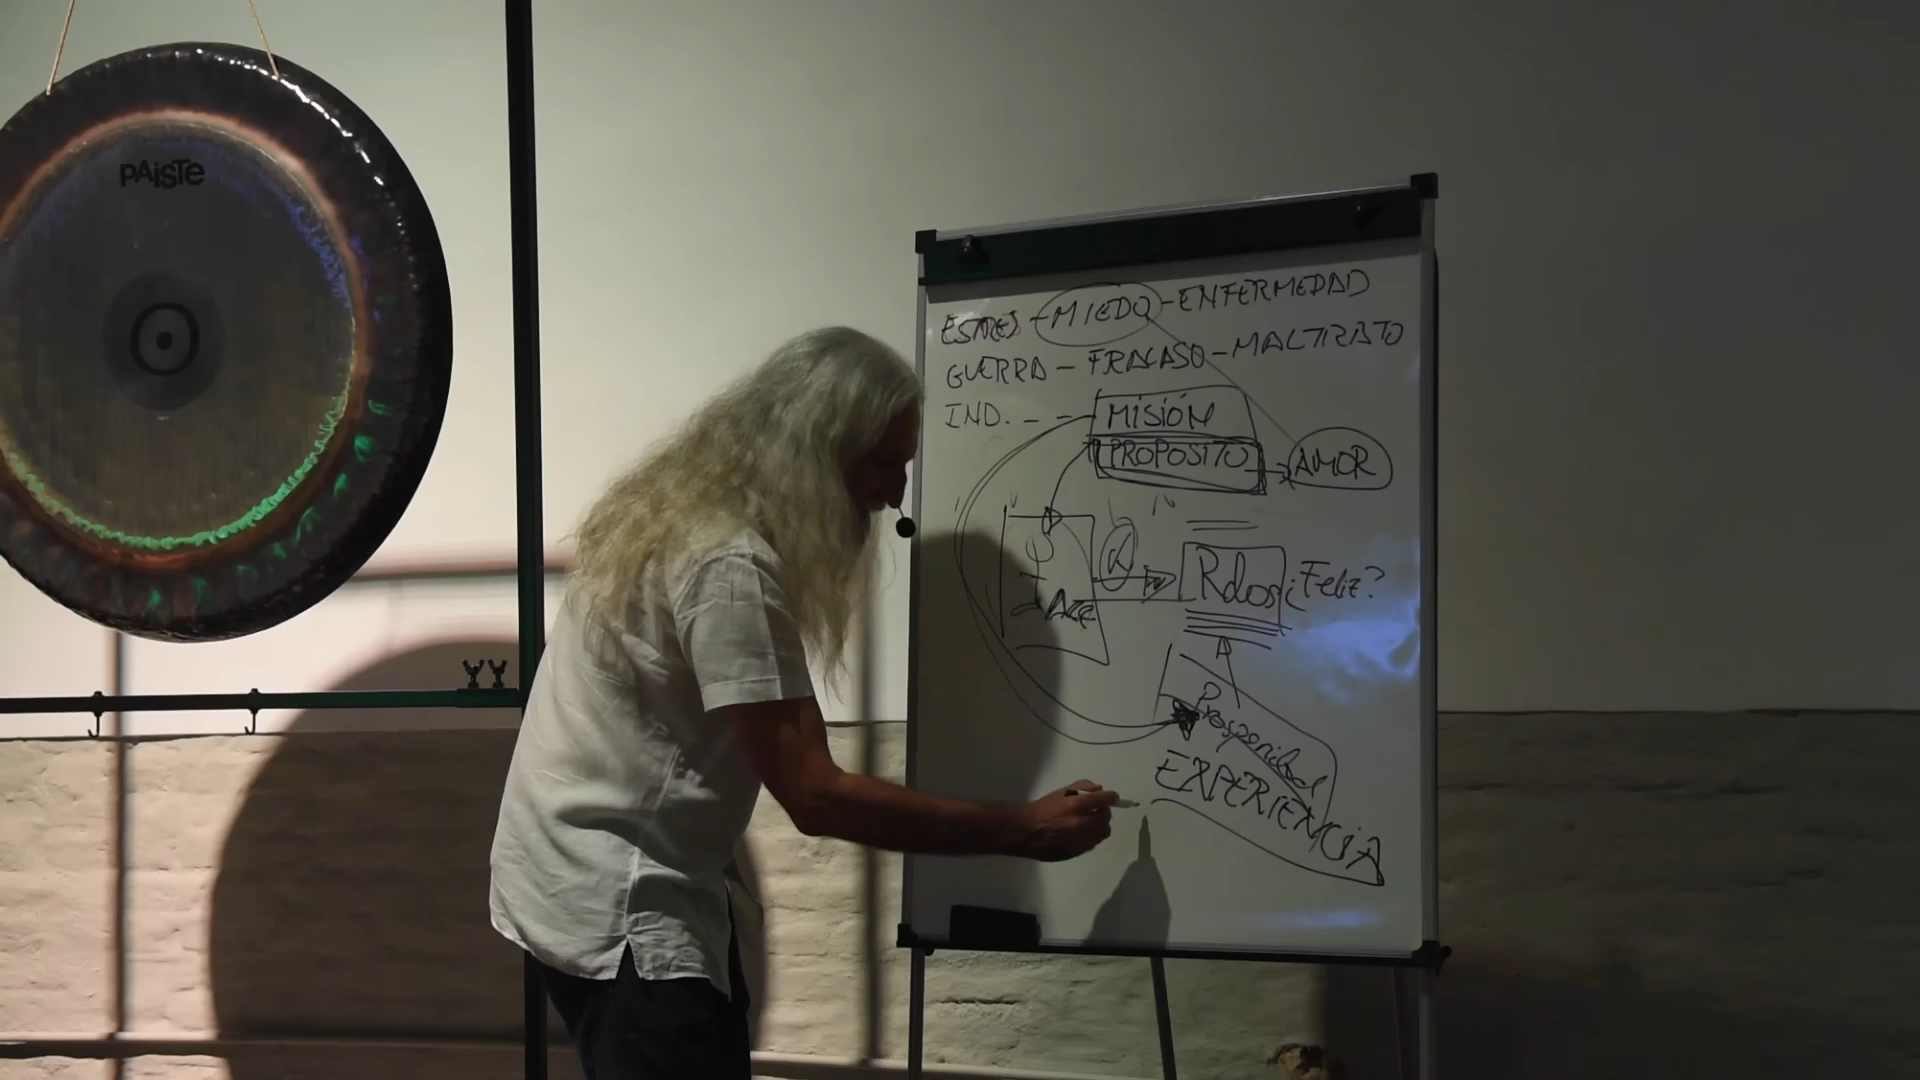 PAiSTe
ESTRES - MIEDO - ENFERMEDAD
GUERRA - FRACASO - MALTRATO
IND. - - MiSiÓN
PROPOSITO
AMOR
Rdos ¿Feliz?
Prosperidad
EXPERIENCiA